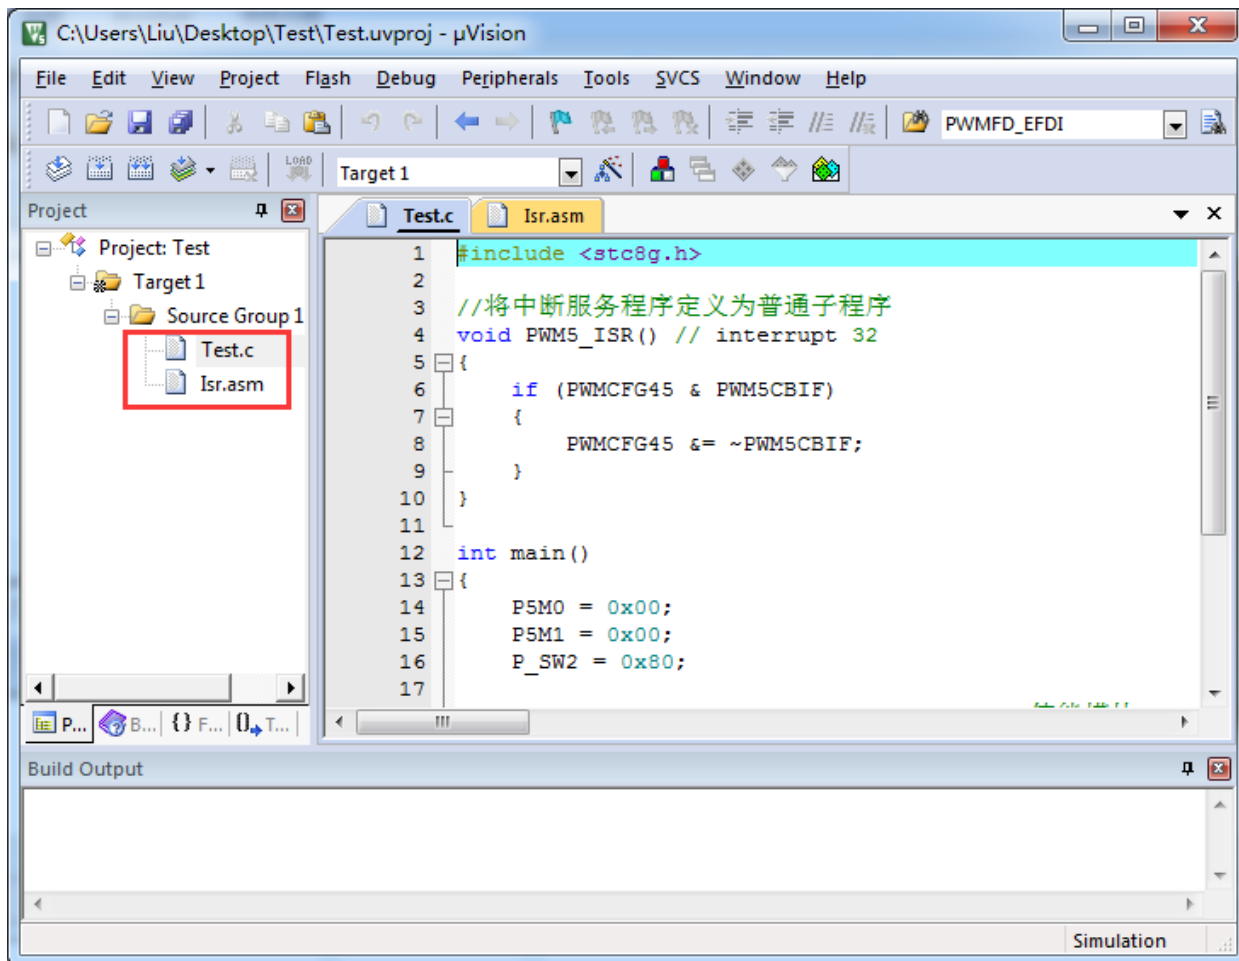 C:\Users\Liu\Desktop\Test\Test.uvproj - µVision
File Edit View Project Flash Debug Peripherals Tools SVCS Window Help
PWMFD_EFDI
LOAD
Target 1
Project
Test.c Isr.asm
Project: Test
Target 1
Source Group 1
Test.c
Isr.asm
1 #include <stc8g.h>
2
3 //将中断服务程序定义为普通子程序
4 void PWM5_ISR() // interrupt 32
5 {
6 if (PWMCFG45 & PWM5CBIF)
7 {
8 PWMCFG45 &= ~PWM5CBIF;
9 }
10 }
11
12 int main()
13 {
14 P5M0 = 0x00;
15 P5M1 = 0x00;
16 P_SW2 = 0x80;
17
P... B... {} F... 0. T...
Build Output
Simulation